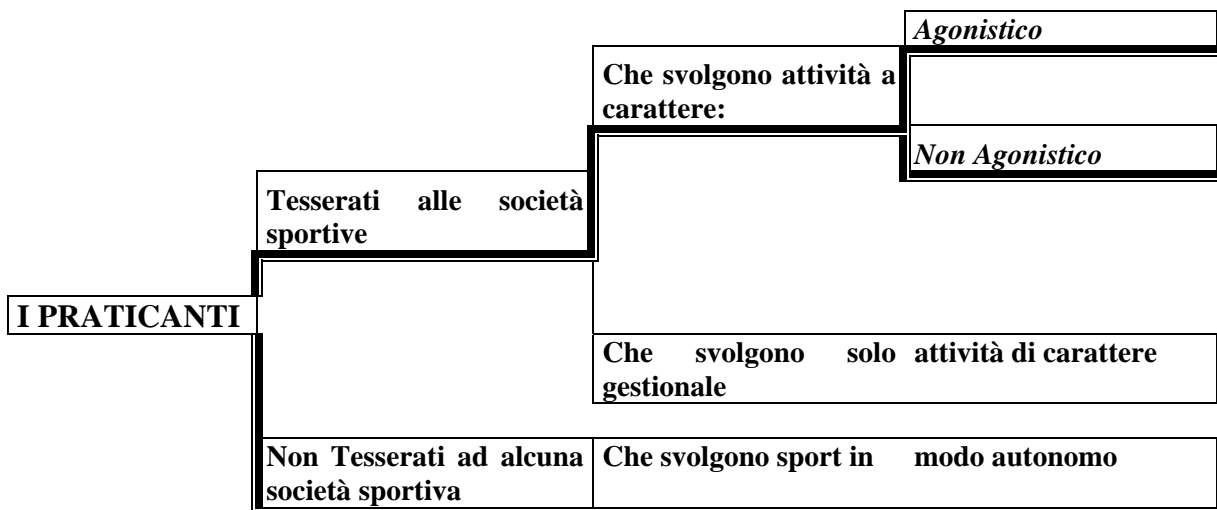 Agonistico
Che svolgono attività a
carattere:
Non Agonistico
Tesserati alle società
sportive
I PRATICANTI
Che svolgono solo attività di carattere
gestionale
Non Tesserati ad alcuna
società sportiva
Che svolgono sport in modo autonomo